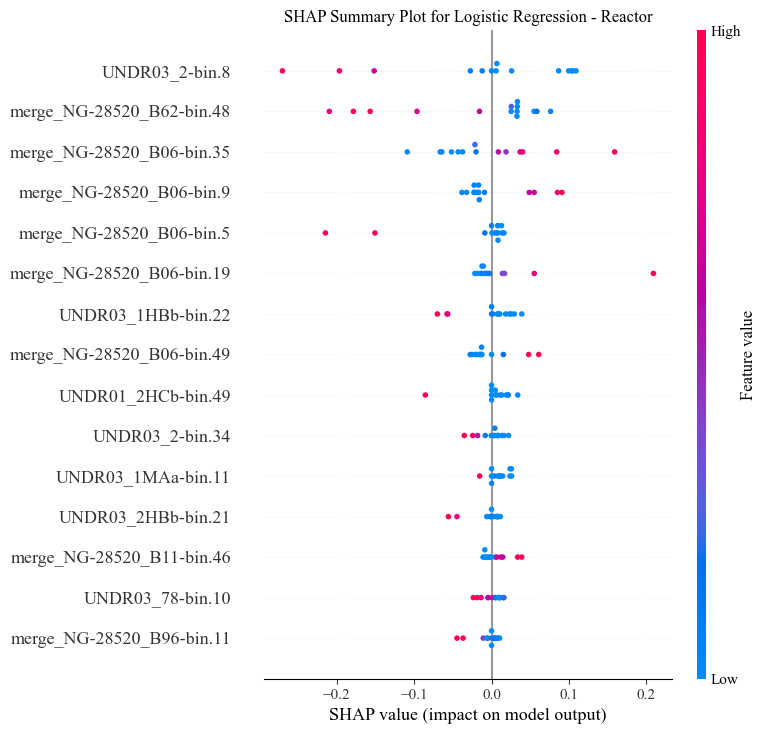 SHAP Summary Plot for Logistic Regression - Reactor
High
UNDR03_2-bin.8
merge_NG-28520_B62-bin.48
merge_NG-28520_B06-bin.35
merge_NG-28520_B06-bin.9
merge_NG-28520_B06-bin.5
merge_NG-28520_B06-bin.19
UNDR03_1HBb-bin.22
merge_NG-28520_B06-bin.49
UNDR01_2HCb-bin.49
UNDR03_2-bin.34
UNDR03_1MAa-bin.11
UNDR03_2HBb-bin.21
merge_NG-28520_B11-bin.46
UNDR03_78-bin.10
merge_NG-28520_B96-bin.11
Feature value
Low
−0.2 −0.1 0.0 0.1 0.2
SHAP value (impact on model output)